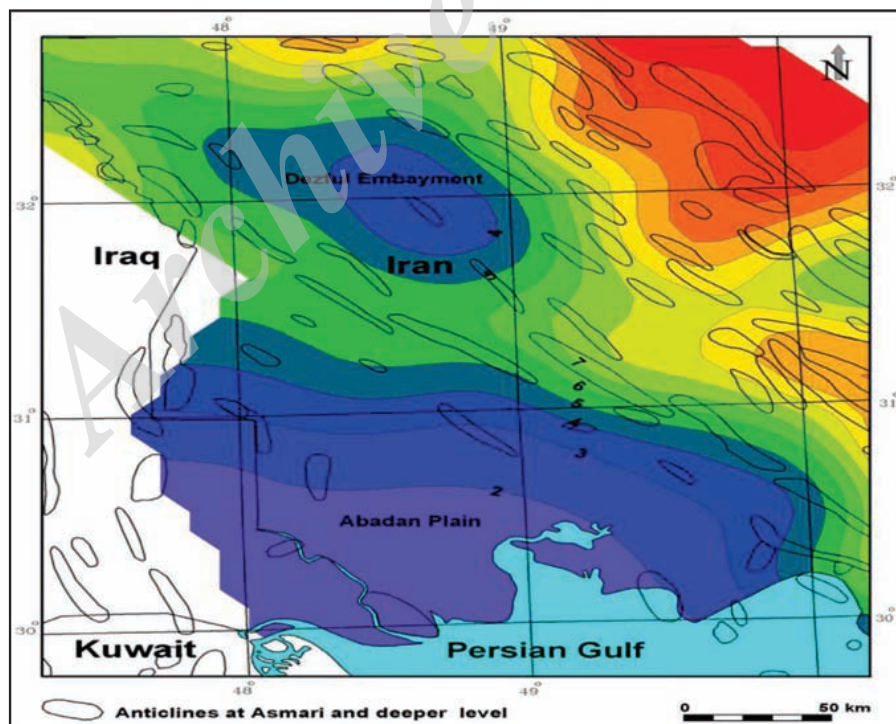 48°
49°
N
Archive
Dezful Embayment
32°
32°
4
Iraq
Iran
5
7
6
5
31°
31°
4
3
2
Abadan Plain
30°
30°
Kuwait
Persian Gulf
48°
49°
Anticlines at Asmari and deeper level
0
50 km